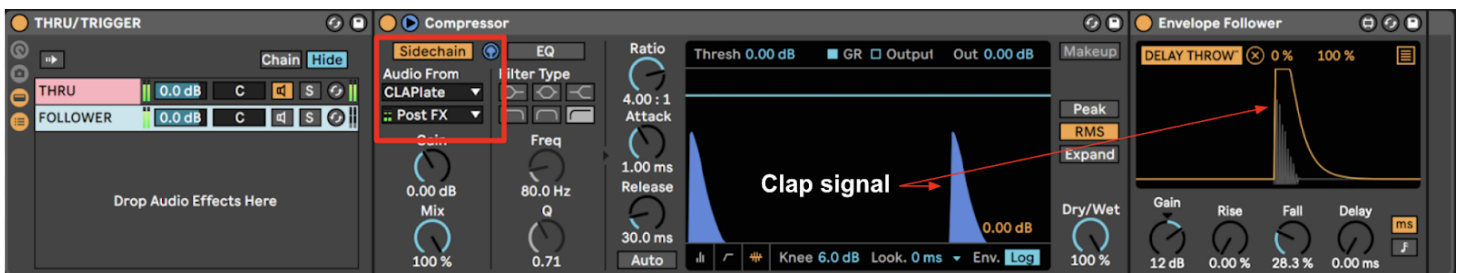 THRU/TRIGGER
Chain Hide
THRU 0.0 dB C S
FOLLOWER 0.0 dB C S
Drop Audio Effects Here
Compressor
Sidechain EQ
Audio From Filter Type
CLAPlate
Post FX
Gain Freq
0.00 dB 80.0 Hz
Mix Q
100 % 0.71
Ratio
4.00 : 1
Attack
1.00 ms
Release
30.0 ms
Auto
Thresh 0.00 dB GR Output Out 0.00 dB
Clap signal
0.00 dB
Knee 6.0 dB Look. 0 ms Env. Log
Makeup
Peak
RMS
Expand
Dry/Wet
100 %
Envelope Follower
DELAY THROW 0 % 100 %
Gain Rise Fall Delay
12 dB 0.00 % 28.3 % 0.00 ms
ms